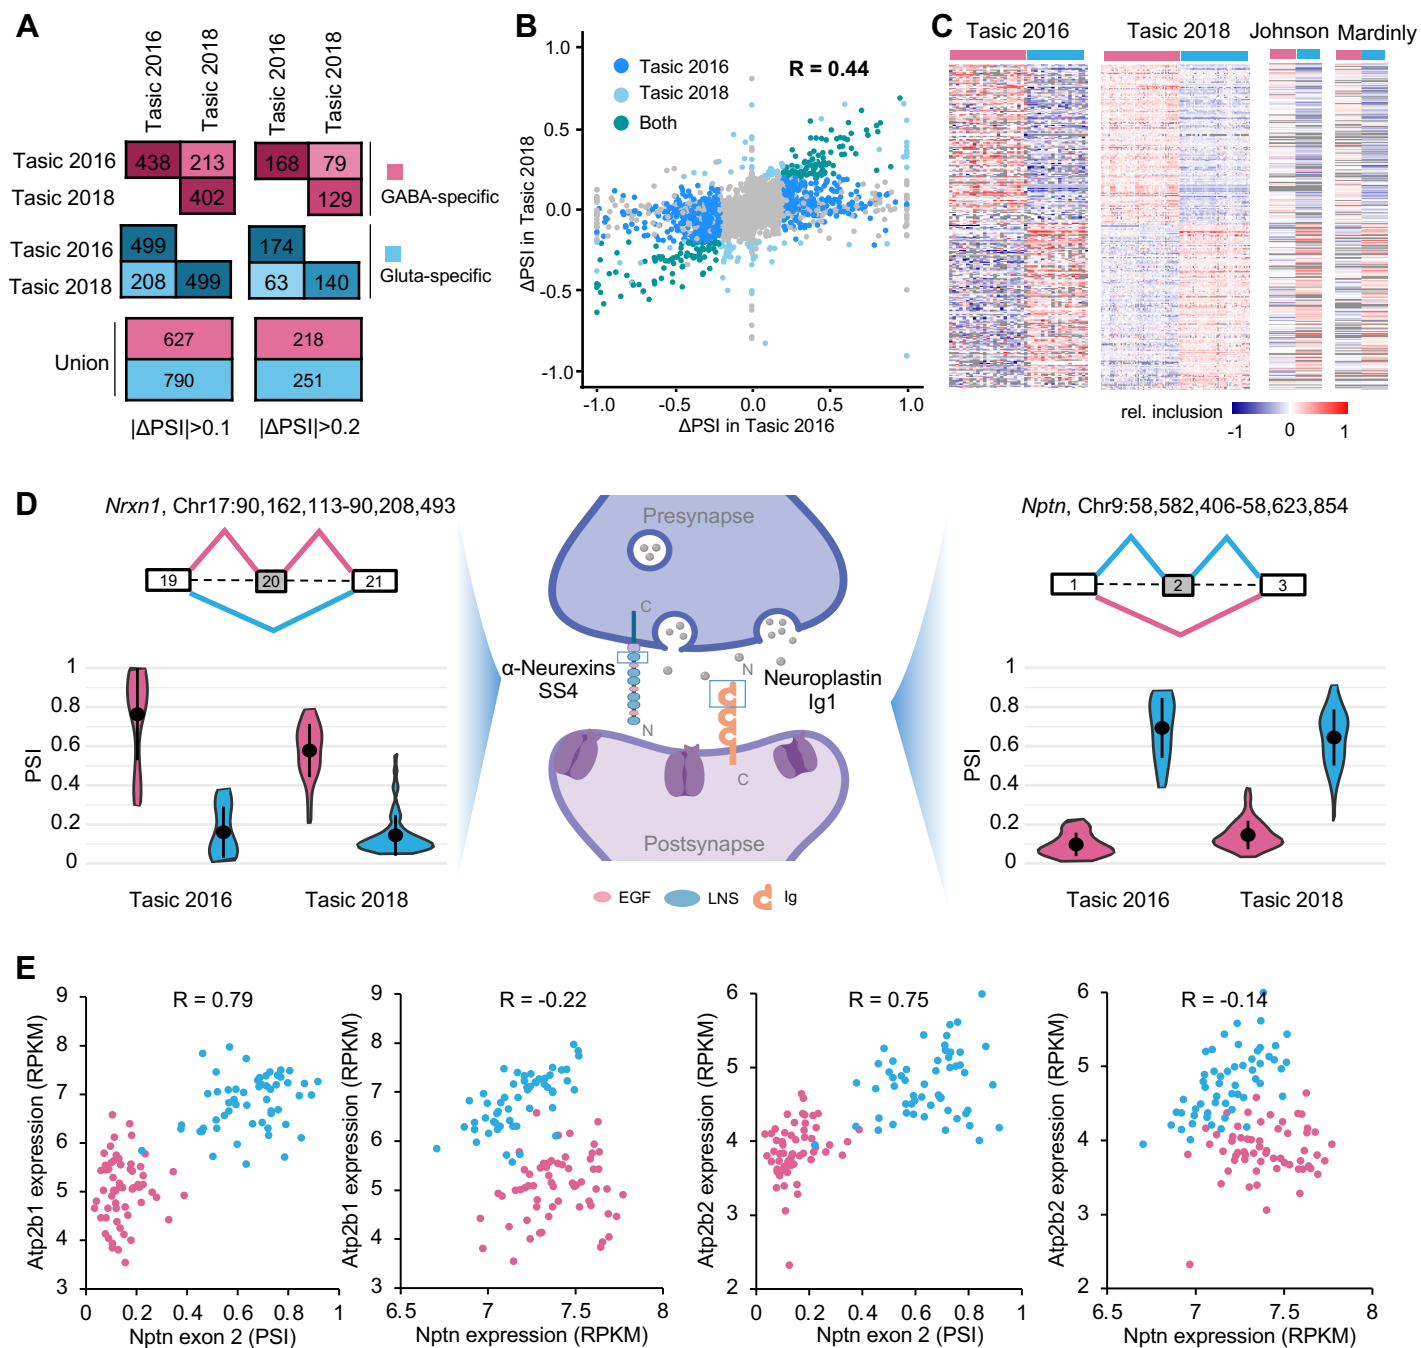 A
Tasic 2016
Tasic 2018
Tasic 2016
Tasic 2018
Tasic 2016
438
213
168
79
Tasic 2018
402
129
GABA-specific
Tasic 2016
499
174
Tasic 2018
208
499
63
140
Gluta-specific
Union
627
218
790
251
|ΔPSI|>0.1
|ΔPSI|>0.2
B
ΔPSI in Tasic 2018
1.0
0.5
0.0
-0.5
-1.0
Tasic 2016
Tasic 2018
Both
R = 0.44
-1.0
-0.5
0.0
0.5
1.0
ΔPSI in Tasic 2016
C
Tasic 2016
Tasic 2018
Johnson
Mardinly
rel. inclusion
-1
0
1
D
Nrxn1, Chr17:90,162,113-90,208,493
19
20
21
PSI
1
0.8
0.6
0.4
0.2
0
Tasic 2016
Tasic 2018
Presynapse
C
α-Neurexins
SS4
N
N
Neuroplastin
Ig1
C
Postsynapse
EGF
LNS
Ig
Nptn, Chr9:58,582,406-58,623,854
1
2
3
PSI
1
0.8
0.6
0.4
0.2
0
Tasic 2016
Tasic 2018
E
Atp2b1 expression (RPKM)
9
8
7
6
5
4
3
R = 0.79
0
0.2
0.4
0.6
0.8
1
Nptn exon 2 (PSI)
Atp2b1 expression (RPKM)
9
8
7
6
5
4
3
R = -0.22
6.5
7
7.5
8
Nptn expression (RPKM)
Atp2b2 expression (RPKM)
6
5
4
3
2
R = 0.75
0
0.2
0.4
0.6
0.8
1
Nptn exon 2 (PSI)
Atp2b2 expression (RPKM)
6
5
4
3
2
R = -0.14
6.5
7
7.5
8
Nptn expression (RPKM)